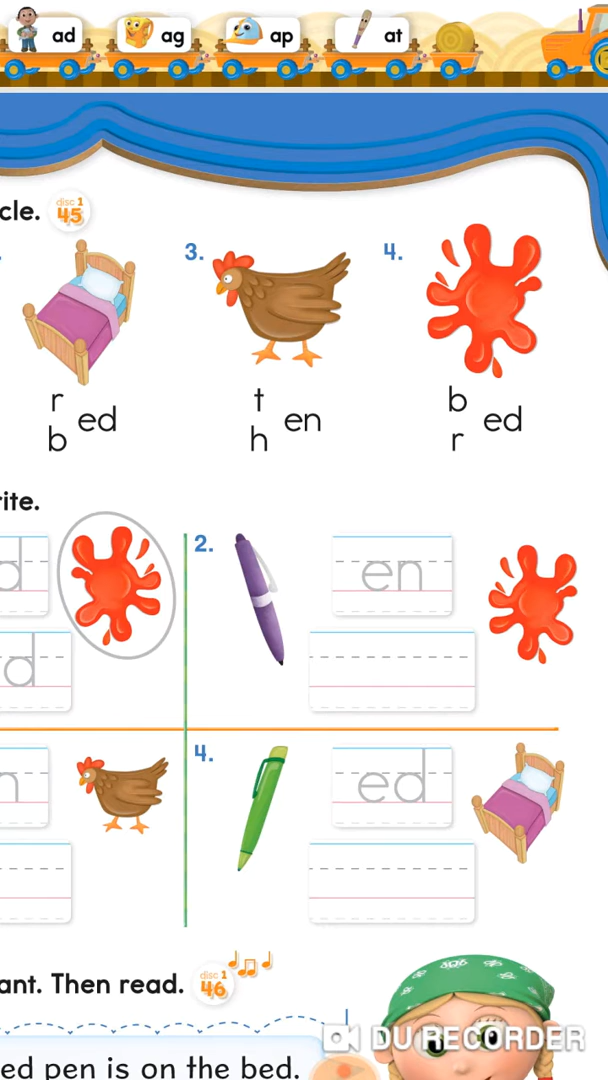 ad ag ap at
cle. disc 1 45
3. 4.
r ed t en b ed
b h r
rite.
d 2. en
d
n 4. ed
ant. Then read. disc 1 46
DU RECORDER
ed pen is on the bed.